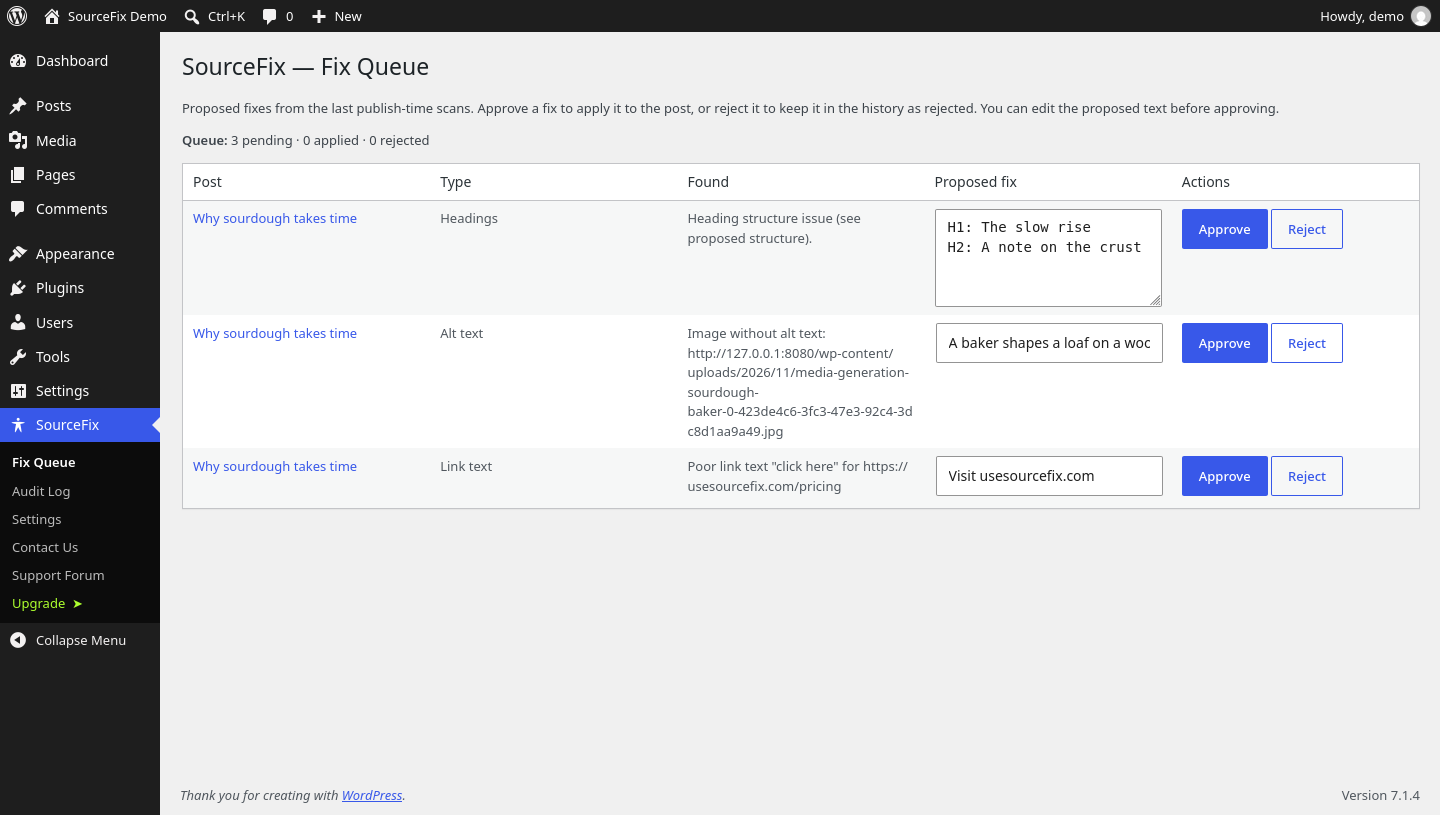 SourceFix Demo Ctrl+K 0 New Howdy, demo
Dashboard
Posts
Media
Pages
Comments
Appearance
Plugins
Users
Tools
Settings
SourceFix
Fix Queue
Audit Log
Settings
Contact Us
Support Forum
Upgrade ➤
Collapse Menu
SourceFix — Fix Queue
Proposed fixes from the last publish-time scans. Approve a fix to apply it to the post, or reject it to keep it in the history as rejected. You can edit the proposed text before approving.
Queue: 3 pending · 0 applied · 0 rejected
Post Type Found Proposed fix Actions
Why sourdough takes time Headings Heading structure issue (see
proposed structure).
H1: The slow rise
H2: A note on the crust
Approve Reject
Why sourdough takes time Alt text Image without alt text:
http://127.0.0.1:8080/wp-content/
uploads/2026/11/media-generation-
sourdough-
baker-0-423de4c6-3fc3-47e3-92c4-3d
c8d1aa9a49.jpg
A baker shapes a loaf on a woo
Approve Reject
Why sourdough takes time Link text Poor link text "click here" for https://
usesourcefix.com/pricing
Visit usesourcefix.com
Approve Reject
Thank you for creating with WordPress. Version 7.1.4